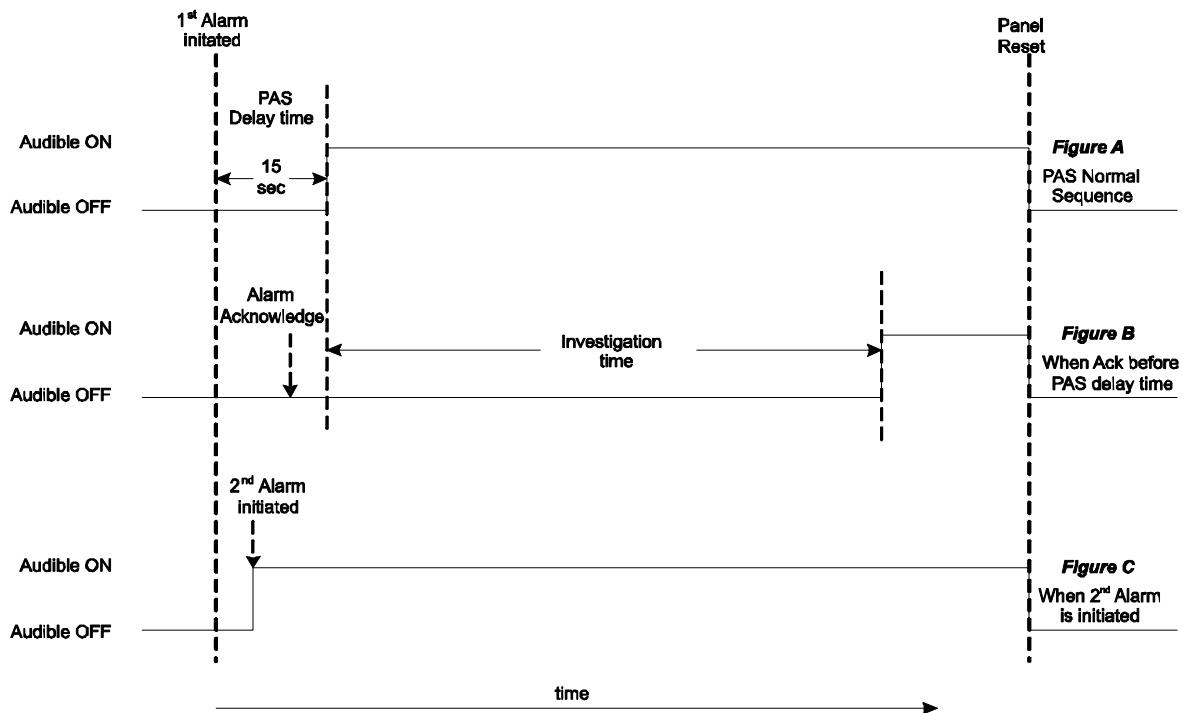 1st Alarm
initated
Panel
Reset
PAS
Delay time
Audible ON
15
sec
Audible OFF
Figure A
PAS Normal
Sequence
Alarm
Acknowledge
Audible ON
Investigation
time
Audible OFF
Figure B
When Ack before
PAS delay time
2nd Alarm
initiated
Audible ON
Audible OFF
Figure C
When 2nd Alarm
is initiated
time